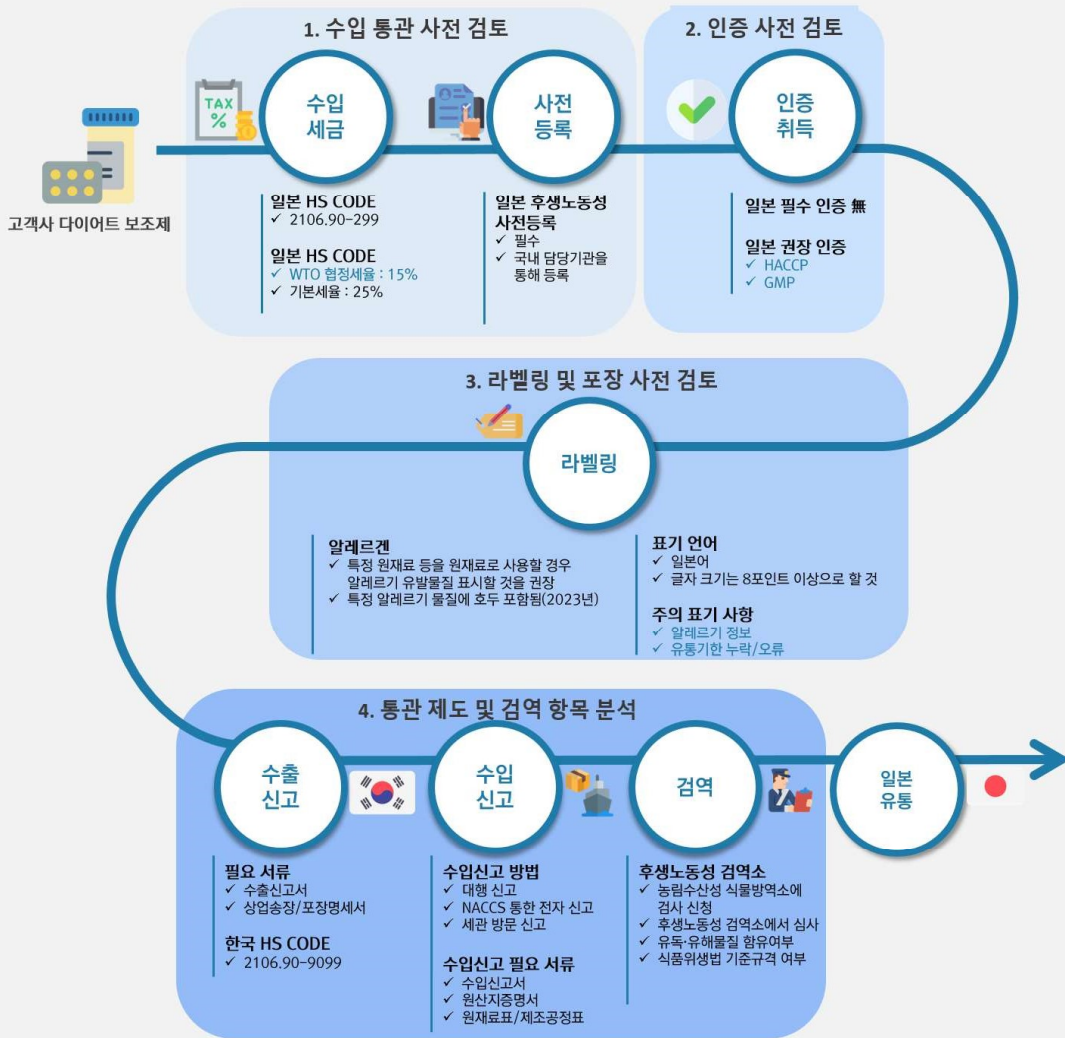 1. 수입 통관 사전 검토
TAX
%
수입
세금
사전
등록
고객사 다이어트 보조제
일본 HS CODE
✓ 2106.90-299
일본 HS CODE
✓ WTO 협정세율 : 15%
✓ 기본세율 : 25%
일본 후생노동성
사전등록
✓ 필수
✓ 국내 담당기관을
통해 등록
2. 인증 사전 검토
인증
취득
일본 필수 인증 無
일본 권장 인증
✓ HACCP
✓ GMP
3. 라벨링 및 포장 사전 검토
라벨링
알레르겐
✓ 특정 원재료 등을 원재료로 사용할 경우
알레르기 유발물질 표시할 것을 권장
✓ 특정 알레르기 물질에 호두 포함됨(2023년)
표기 언어
✓ 일본어
✓ 글자 크기는 8포인트 이상으로 할 것
주의 표기 사항
✓ 알레르기 정보
✓ 유통기한 누락/오류
4. 통관 제도 및 검역 항목 분석
수출
신고
수입
신고
검역
일본
유통
필요 서류
✓ 수출신고서
✓ 상업송장/포장명세서
한국 HS CODE
✓ 2106.90-9099
수입신고 방법
✓ 대행 신고
✓ NACCS 통한 전자 신고
✓ 세관 방문 신고
수입신고 필요 서류
✓ 수입신고서
✓ 원산지증명서
✓ 원재료표/제조공정표
후생노동성 검역소
✓ 농림수산성 식물방역소에
검사 신청
✓ 후생노동성 검역소에서 심사
✓ 유독·유해물질 함유여부
✓ 식품위생법 기준규격 여부